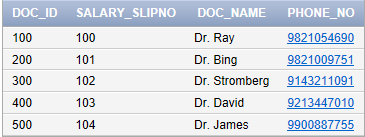 DOC_ID SALARY_SLIPNO DOC_NAME PHONE_NO
100 100 Dr. Ray 9821054690
200 101 Dr. Bing 9821009751
300 102 Dr. Stromberg 9143211091
400 103 Dr. David 9213447010
500 104 Dr. James 9900887755